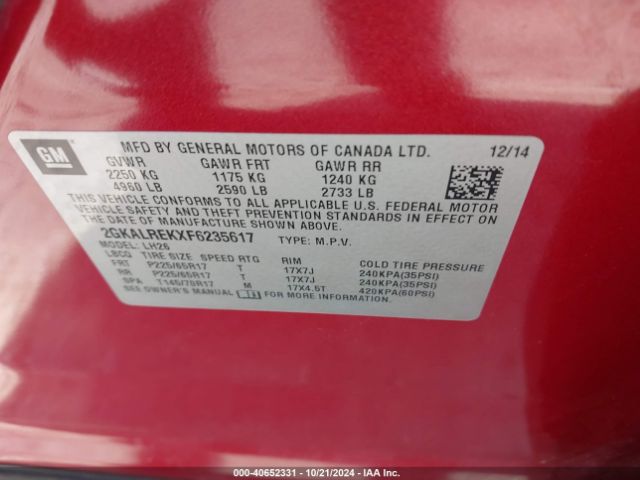 GM
MFD BY GENERAL MOTORS OF CANADA LTD. 12/14
GVWR GAWR FRT GAWR RR
2250 KG 1175 KG 1240 KG
4960 LB 2590 LB 2733 LB
THIS VEHICLE CONFORMS TO ALL APPLICABLE U.S. FEDERAL MOTOR
VEHICLE SAFETY, BUMPER, AND THEFT PREVENTION STANDARDS
IN EFFECT ON THE DATE OF MANUFACTURE SHOWN ABOVE.
2GKALREKXF6235617 TYPE: M.P.V.
MODEL: LH26
LBCQ TIRE SIZE SPEED RTG RIM COLD TIRE PRESSURE
FRT P225/65R17 T 17X7J 240KPA(35PSI)
RR P225/65R17 T 17X7J 240KPA(35PSI)
SPA T145/70R17 M 17X4.5T 420KPA(60PSI)
SEE OWNER'S MANUAL FOR MORE INFORMATION.
000-40652331 - 10/21/2024 - IAA Inc.